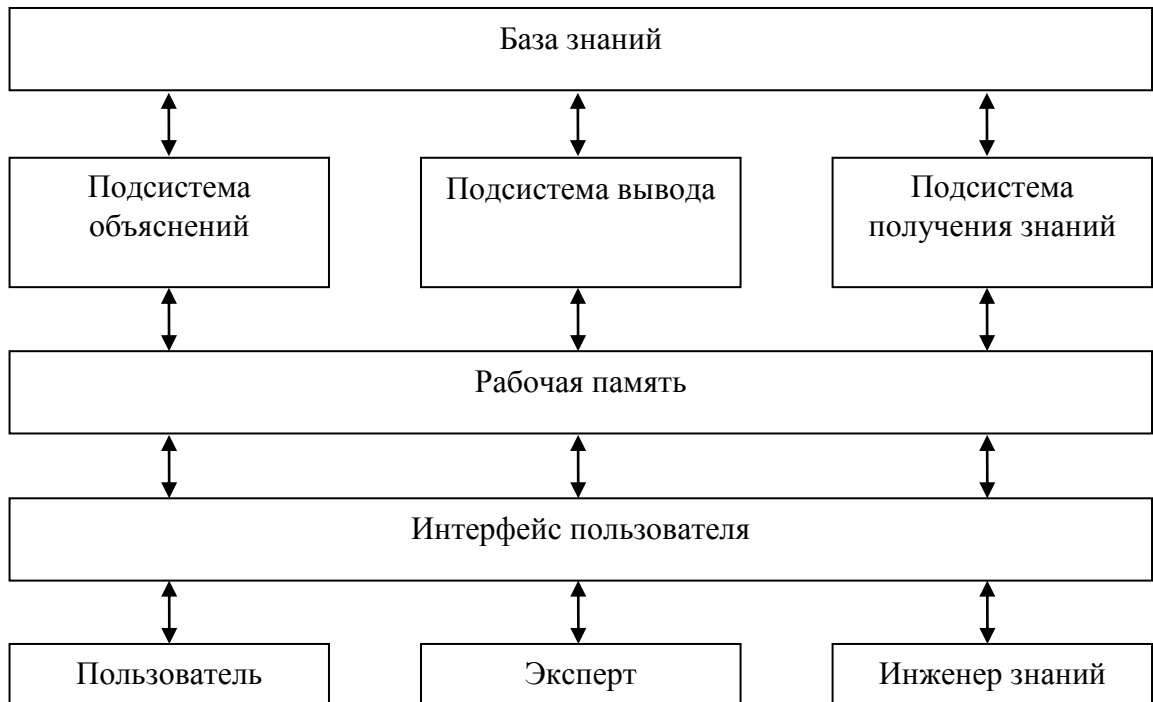 База знаний
Подсистема
объяснений
Подсистема вывода
Подсистема
получения знаний
Рабочая память
Интерфейс пользователя
Пользователь
Эксперт
Инженер знаний